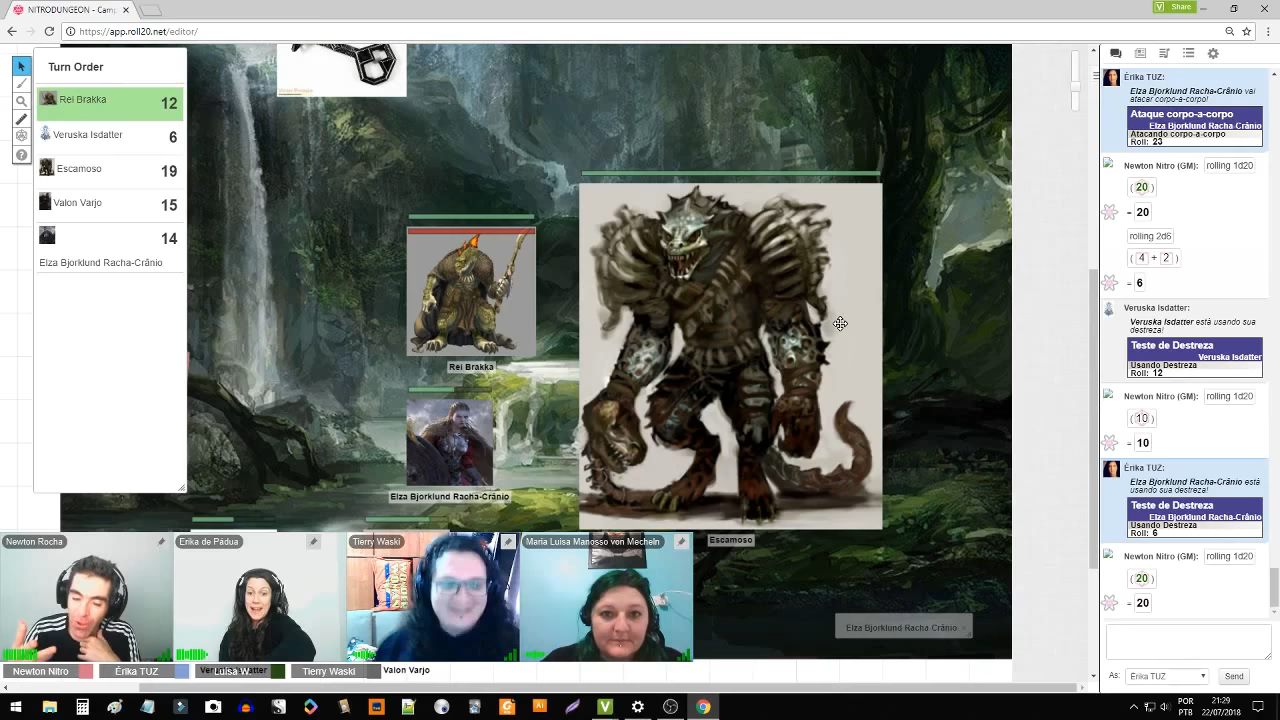 NITRODUNGEON - Cam
Share
https://app.roll20.net/editor/
Turn Order
Rei Brakka
12
Veruska Isdatter
6
Escamoso
19
Valon Varjo
15
14
Elza Bjorklund Racha-Crânio
Rei Brakka
Elza Bjorklund Racha-Crânio
Escamoso
Elza Bjorklund Racha Crânio
Newton Rocha
Erika de Pádua
Tierry Waski
Maria Luisa Manosso von Mecheln
Newton Nitro
Érika TUZ
Luisa W.
Tierry Waski
Valon Varjo
Érika TUZ:
Elza Bjorklund Racha-Crânio vai
atacar corpo-a-corpo!
Ataque corpo-a-corpo
Elza Bjorklund Racha Crânio
Atacando corpo-a-corpo
Roll: 23
Newton Nitro (GM): rolling 1d20
( 20 )
= 20
rolling 2d6
( 4 + 2 )
= 6
Veruska Isdatter:
Veruska Isdatter está usando sua
destreza!
Teste de Destreza
Veruska Isdatter
Usando Destreza
Roll: 12
Newton Nitro (GM): rolling 1d20
( 10 )
= 10
Érika TUZ:
Elza Bjorklund Racha-Crânio está
usando sua destreza!
Teste de Destreza
Elza Bjorklund Racha Crânio
Usando Destreza
Roll: 6
Newton Nitro (GM): rolling 1d20
( 20 )
= 20
As: Érika TUZ
Send
POR
PTB
21:29
22/07/2018